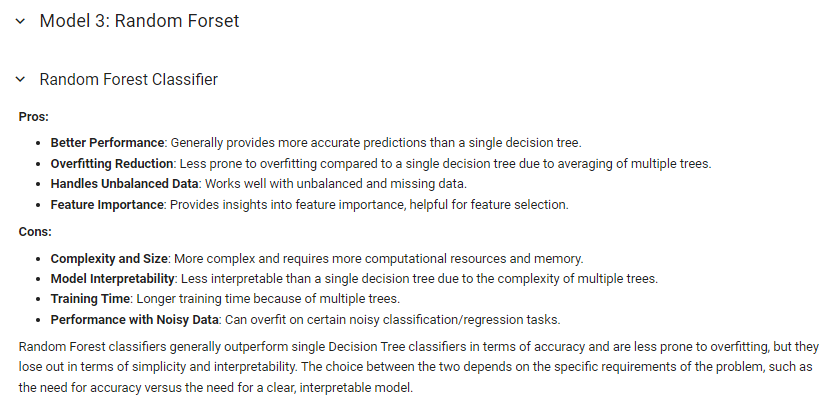 Model 3: Random Forset
Random Forest Classifier
Pros:
• Better Performance: Generally provides more accurate predictions than a single decision tree.
• Overfitting Reduction: Less prone to overfitting compared to a single decision tree due to averaging of multiple trees.
• Handles Unbalanced Data: Works well with unbalanced and missing data.
• Feature Importance: Provides insights into feature importance, helpful for feature selection.
Cons:
• Complexity and Size: More complex and requires more computational resources and memory.
• Model Interpretability: Less interpretable than a single decision tree due to the complexity of multiple trees.
• Training Time: Longer training time because of multiple trees.
• Performance with Noisy Data: Can overfit on certain noisy classification/regression tasks.
Random Forest classifiers generally outperform single Decision Tree classifiers in terms of accuracy and are less prone to overfitting, but they
lose out in terms of simplicity and interpretability. The choice between the two depends on the specific requirements of the problem, such as
the need for accuracy versus the need for a clear, interpretable model.